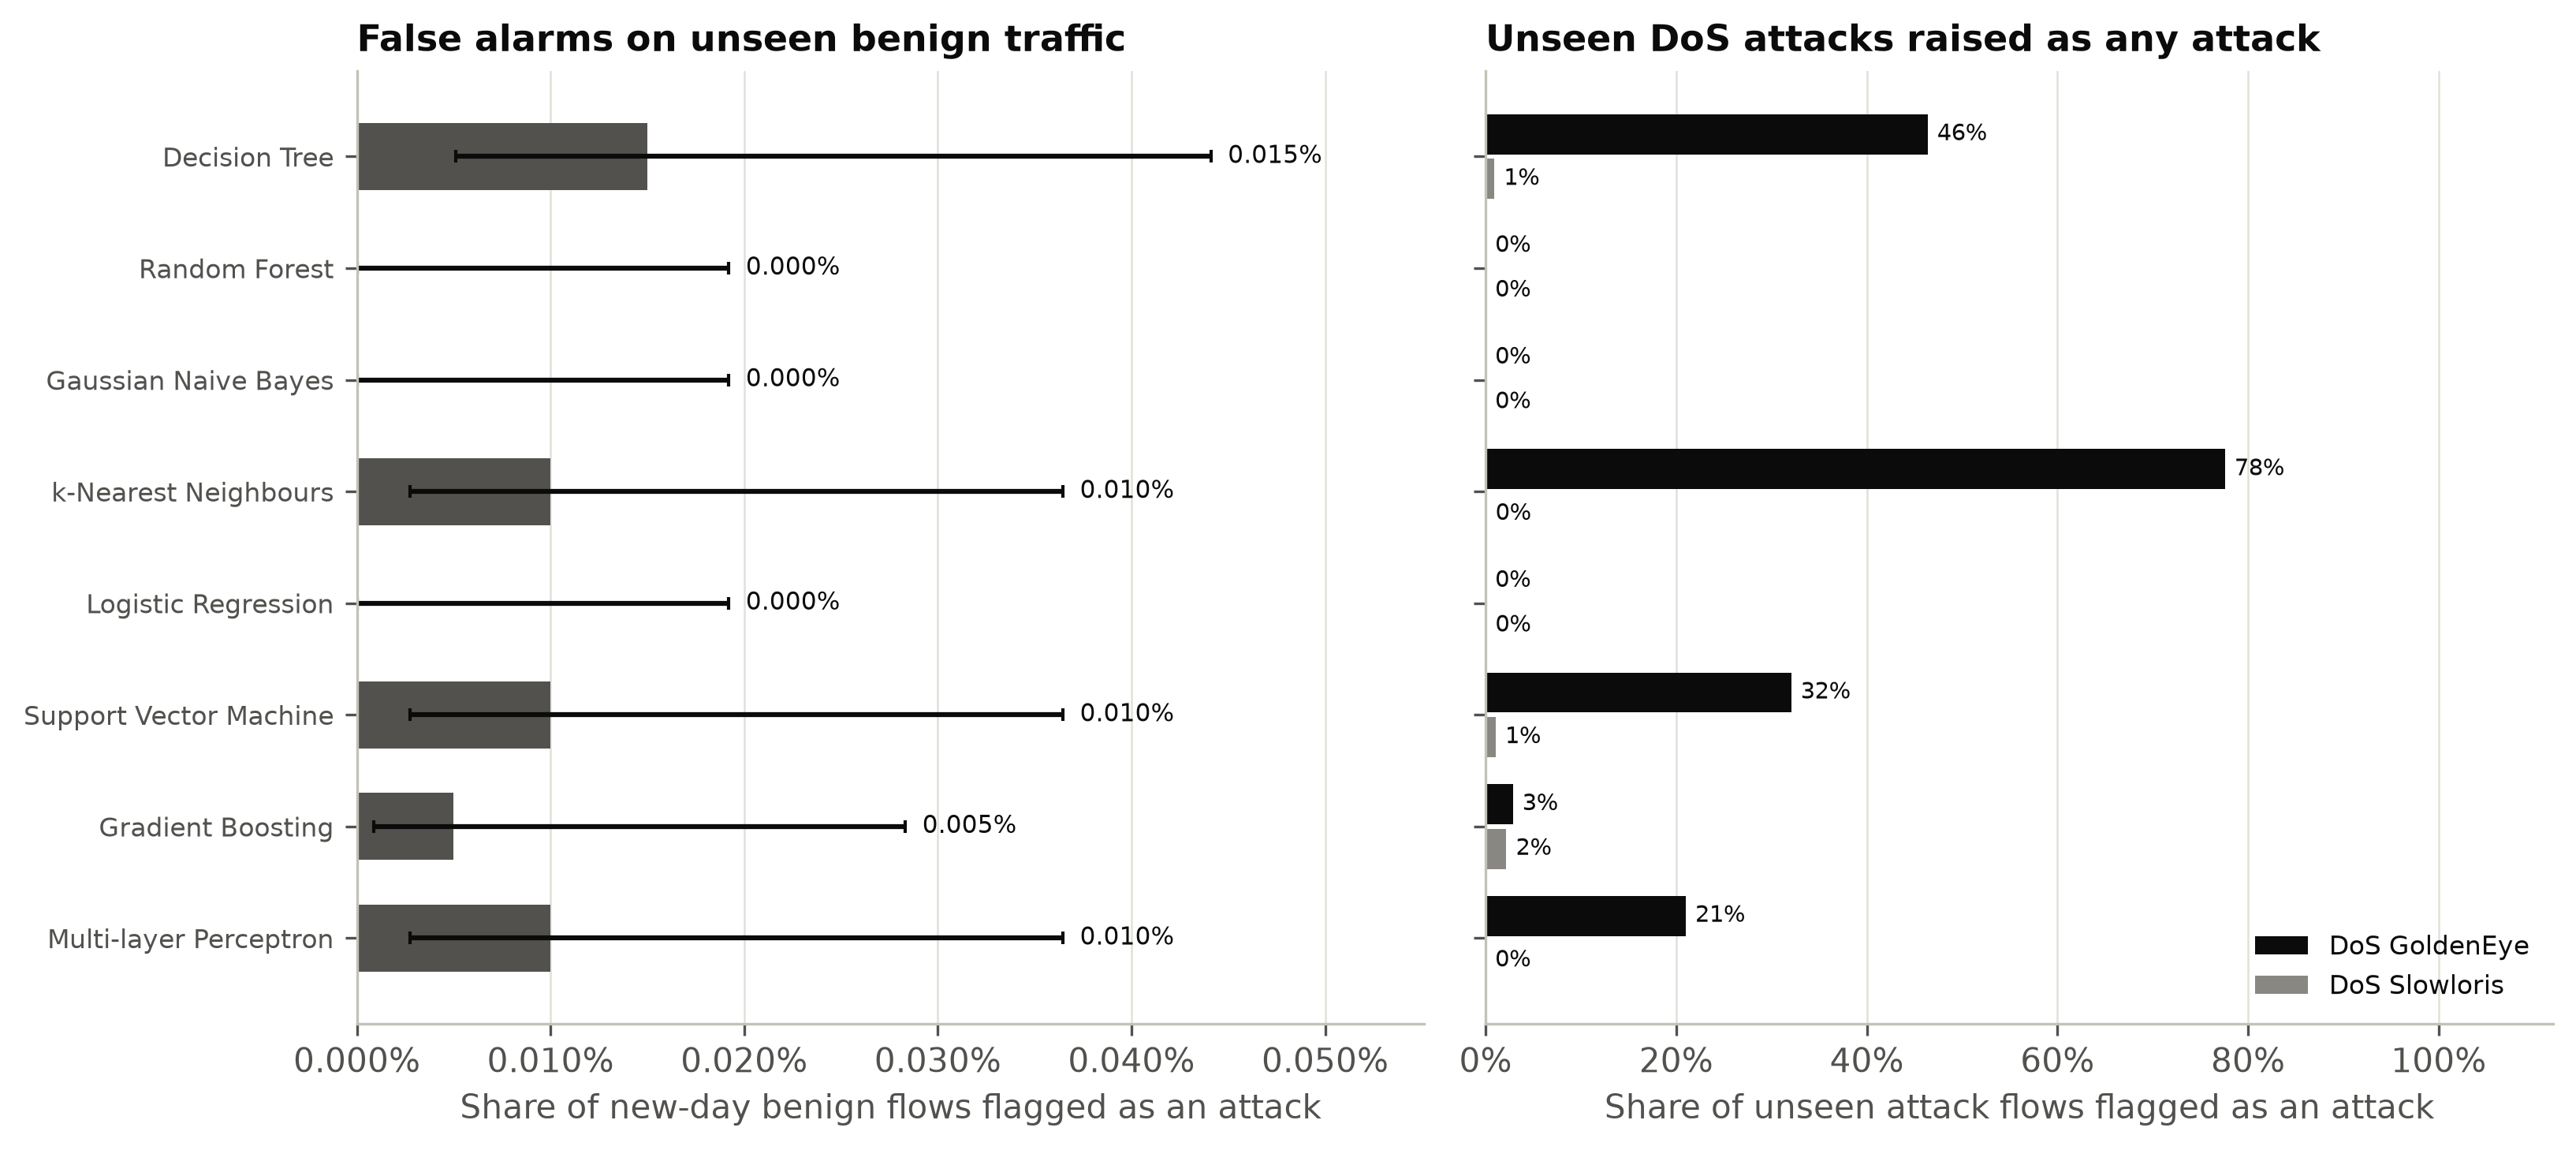 False alarms on unseen benign traffic
Decision Tree
0.015%
Random Forest
0.000%
Gaussian Naive Bayes
0.000%
k-Nearest Neighbours
0.010%
Logistic Regression
0.000%
Support Vector Machine
0.010%
Gradient Boosting
0.005%
Multi-layer Perceptron
0.010%
0.000% 0.010% 0.020% 0.030% 0.040% 0.050%
Share of new-day benign flows flagged as an attack
Unseen DoS attacks raised as any attack
46%
1%
0%
0%
0%
0%
78%
0%
0%
0%
32%
1%
3%
2%
21%
0%
DoS GoldenEye
DoS Slowloris
0% 20% 40% 60% 80% 100%
Share of unseen attack flows flagged as an attack